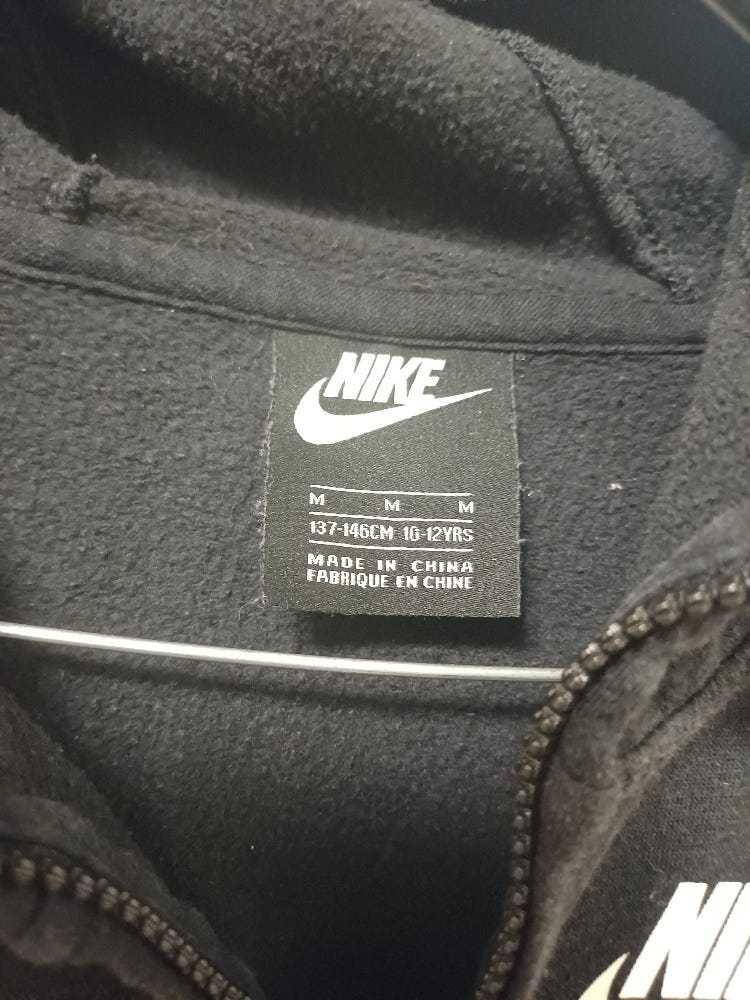 NIKE
M M M
137-146CM 10-12YRS
MADE IN CHINA
FABRIQUE EN CHINE